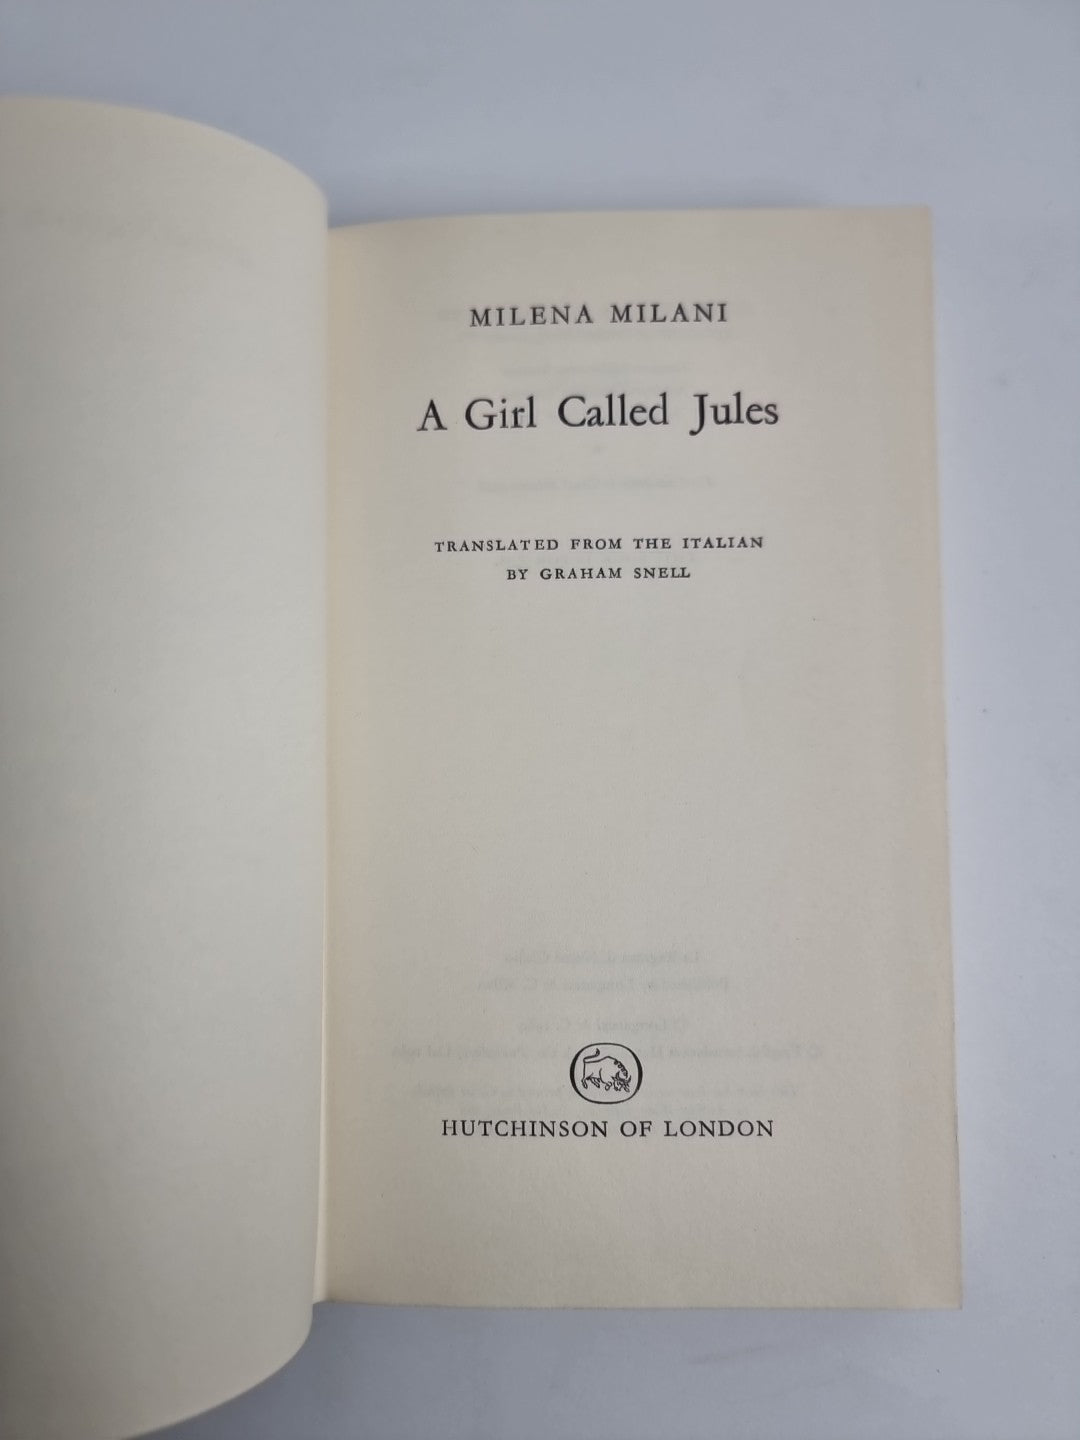 MILENA MILANI
A Girl Called Jules
TRANSLATED FROM THE ITALIAN
BY GRAHAM SNELL
HUTCHINSON OF LONDON